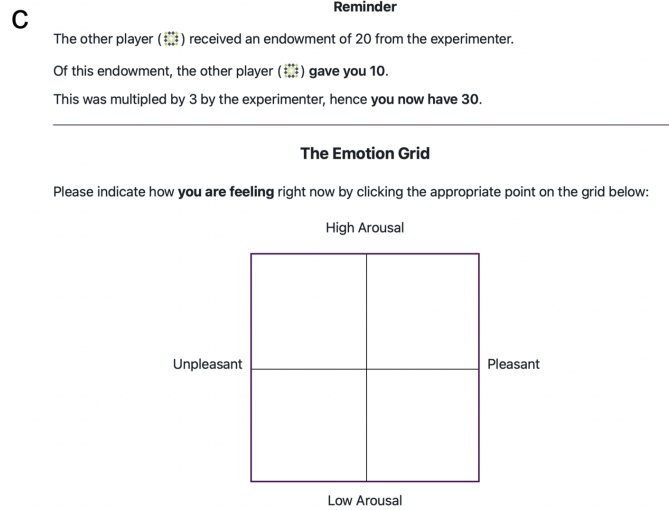 C
Reminder
The other player ( ) received an endowment of 20 from the experimenter.
Of this endowment, the other player ( ) gave you 10.
This was multipled by 3 by the experimenter, hence you now have 30.
The Emotion Grid
Please indicate how you are feeling right now by clicking the appropriate point on the grid below:
High Arousal
Unpleasant
Pleasant
Low Arousal